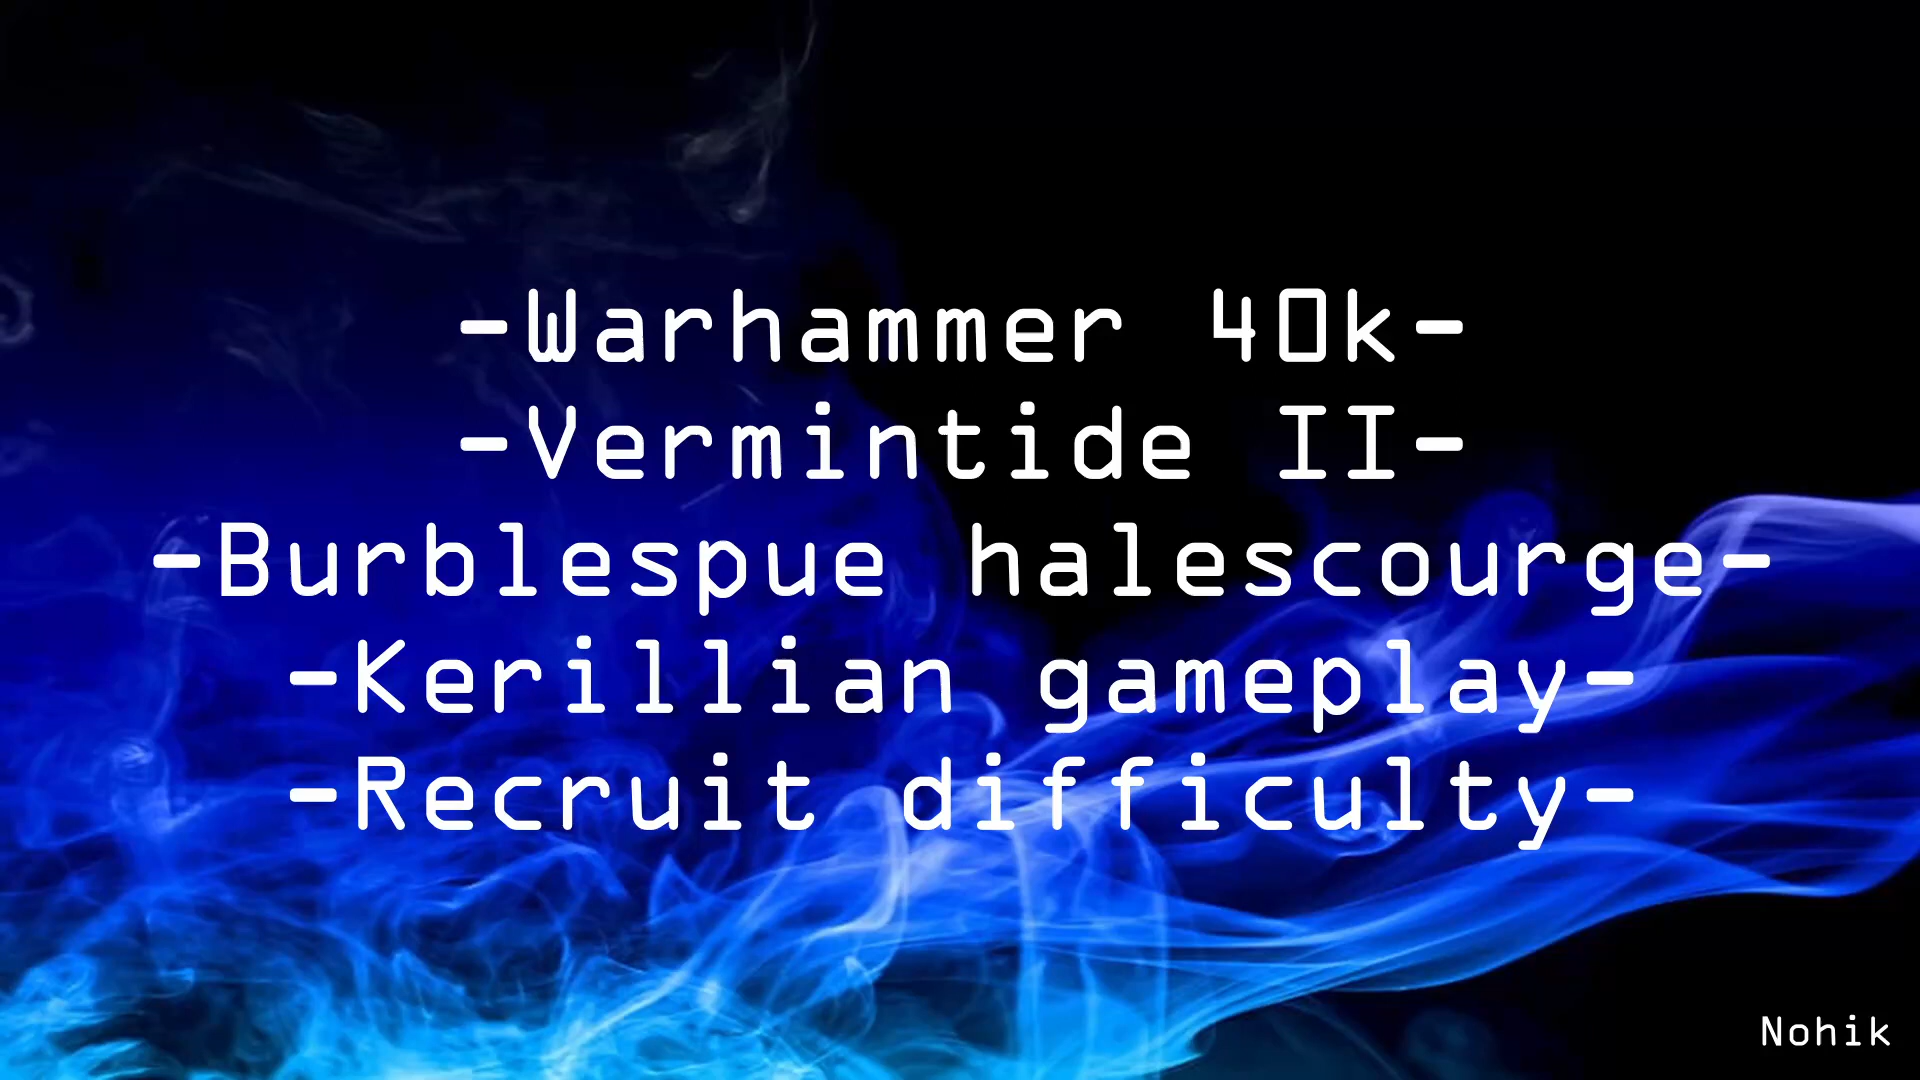 -Warhammer 40k-
-Vermintide II-
-Burblespue halescourge-
-Kerillian gameplay-
-Recruit difficulty-
Nohik